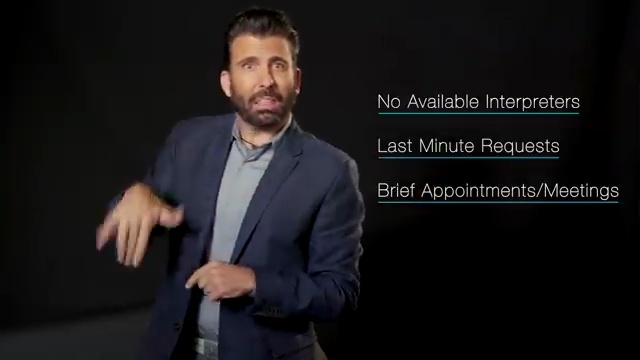 No Available Interpreters
Last Minute Requests
Brief Appointments/Meetings